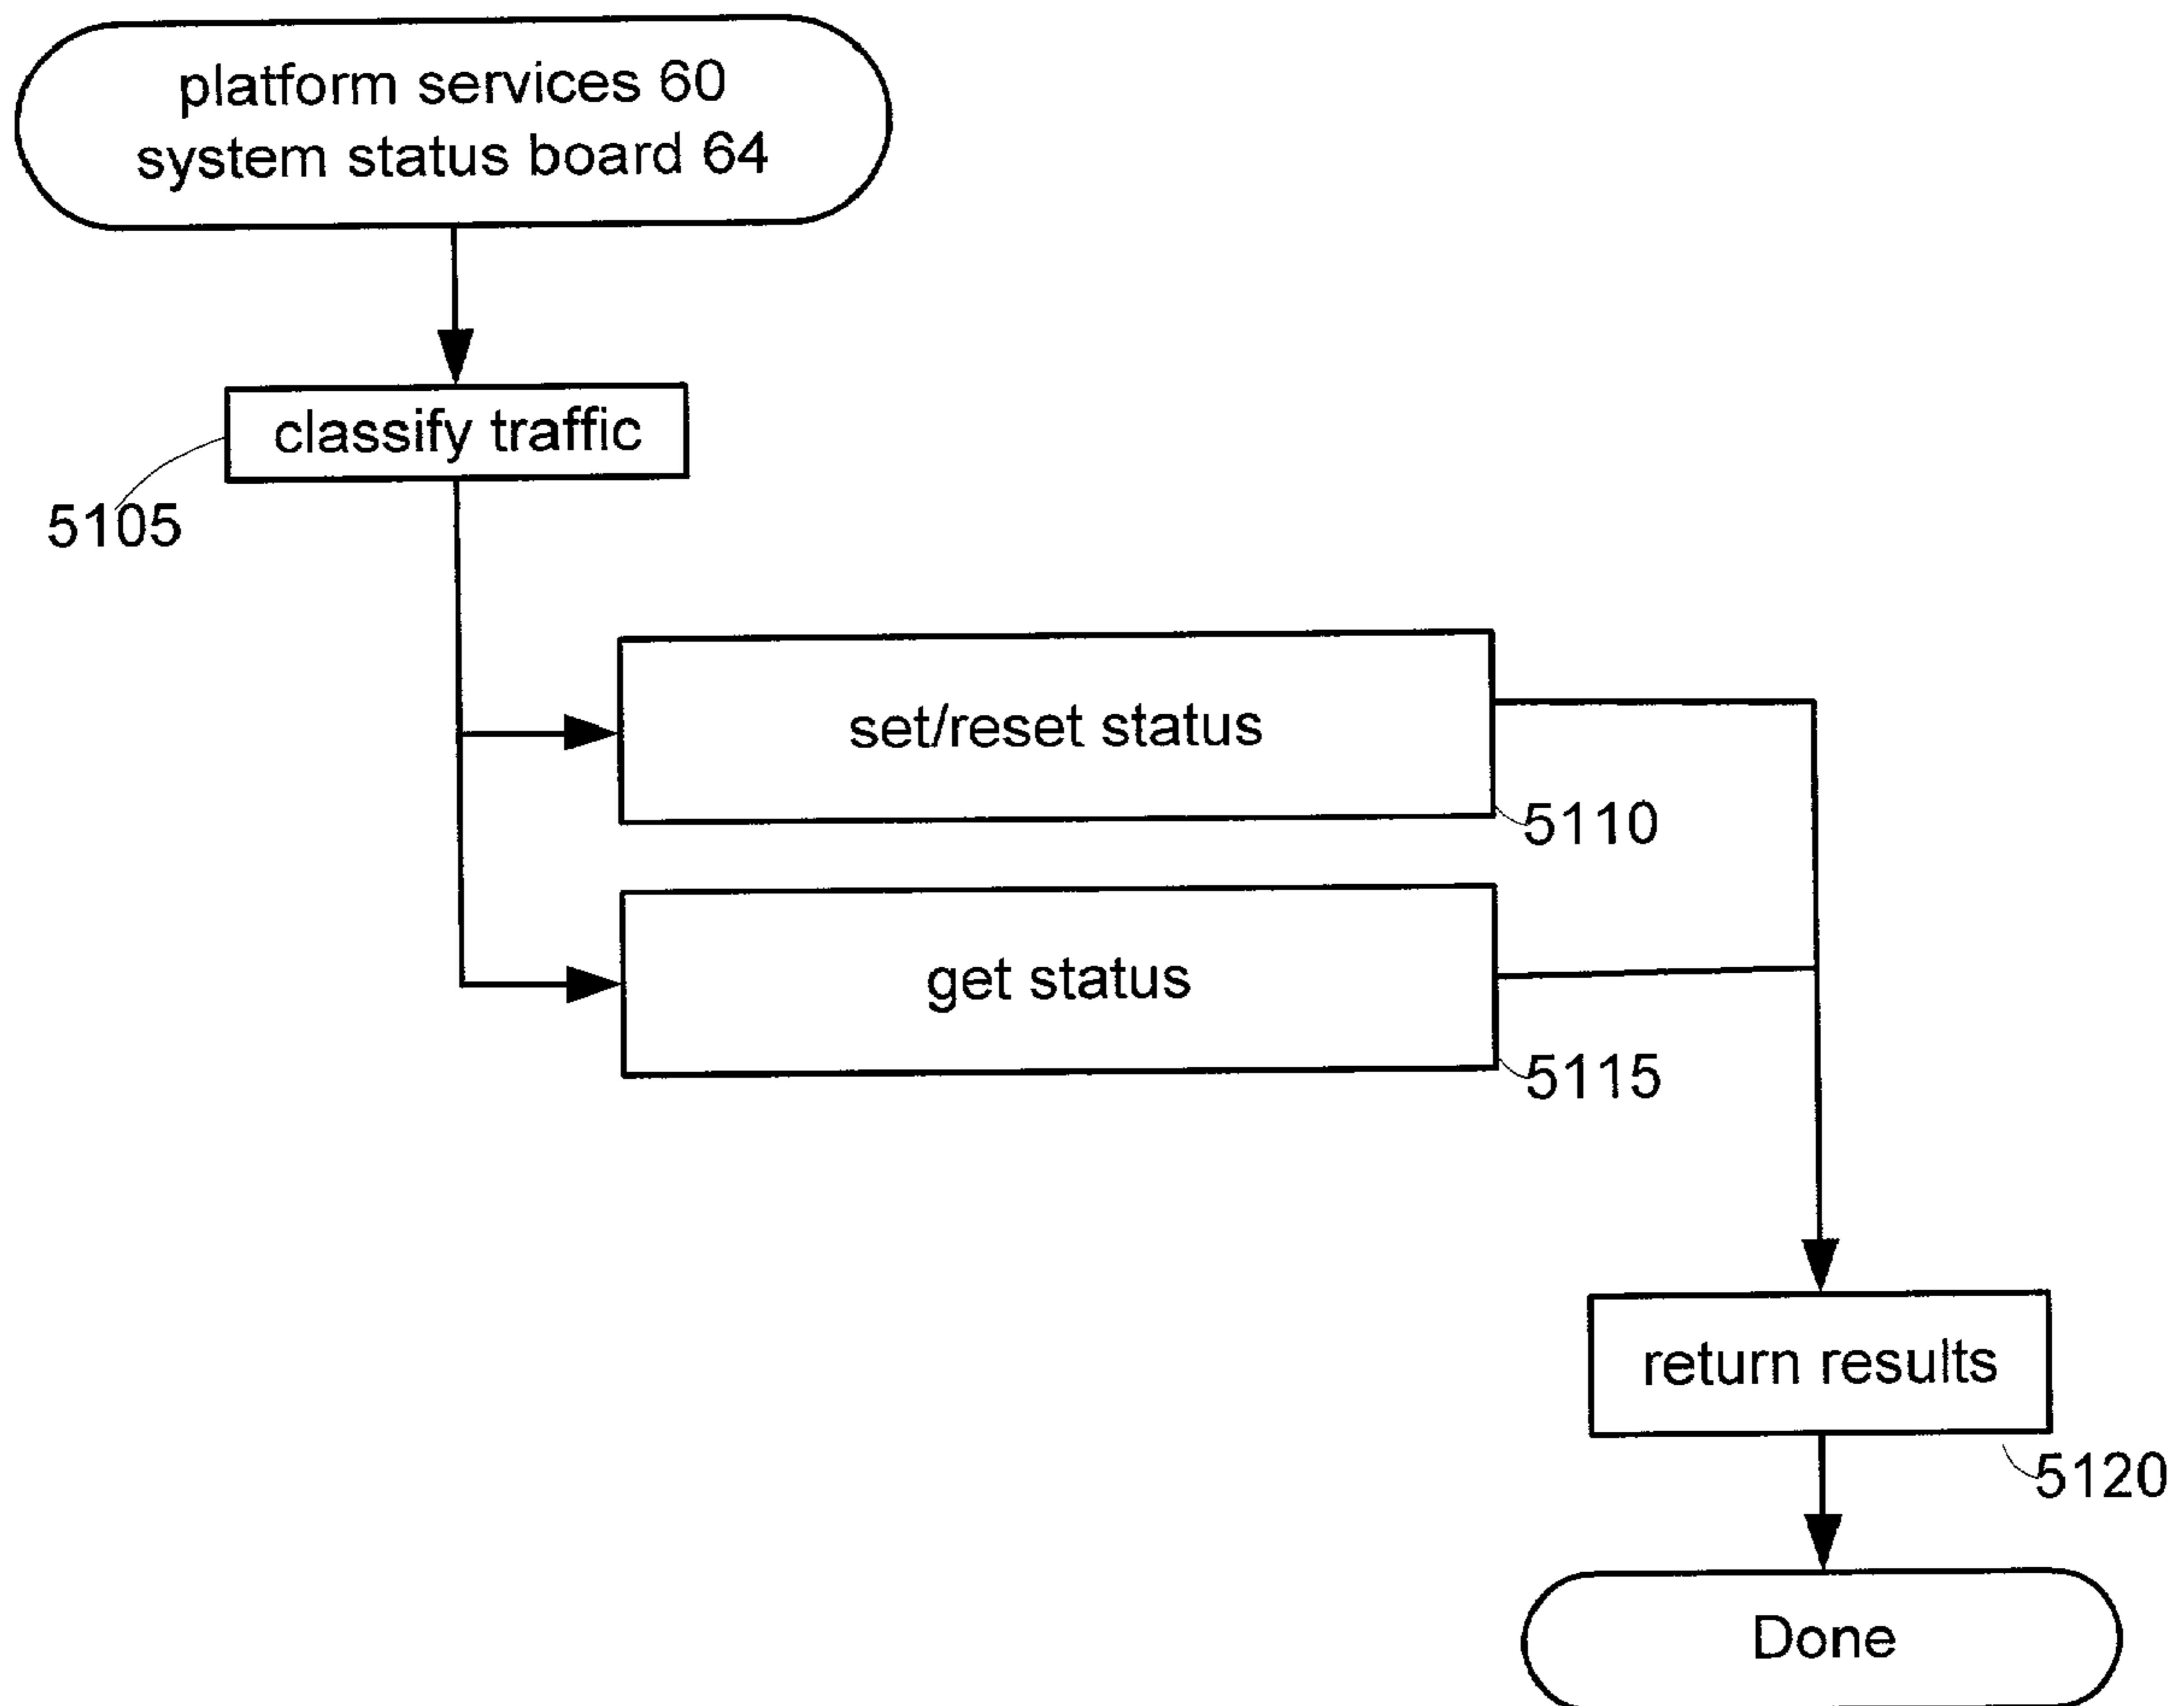 platform services 60
system status board 64
classify traffic
5105
set/reset status
5110
get status
5115
return results
5120
Done